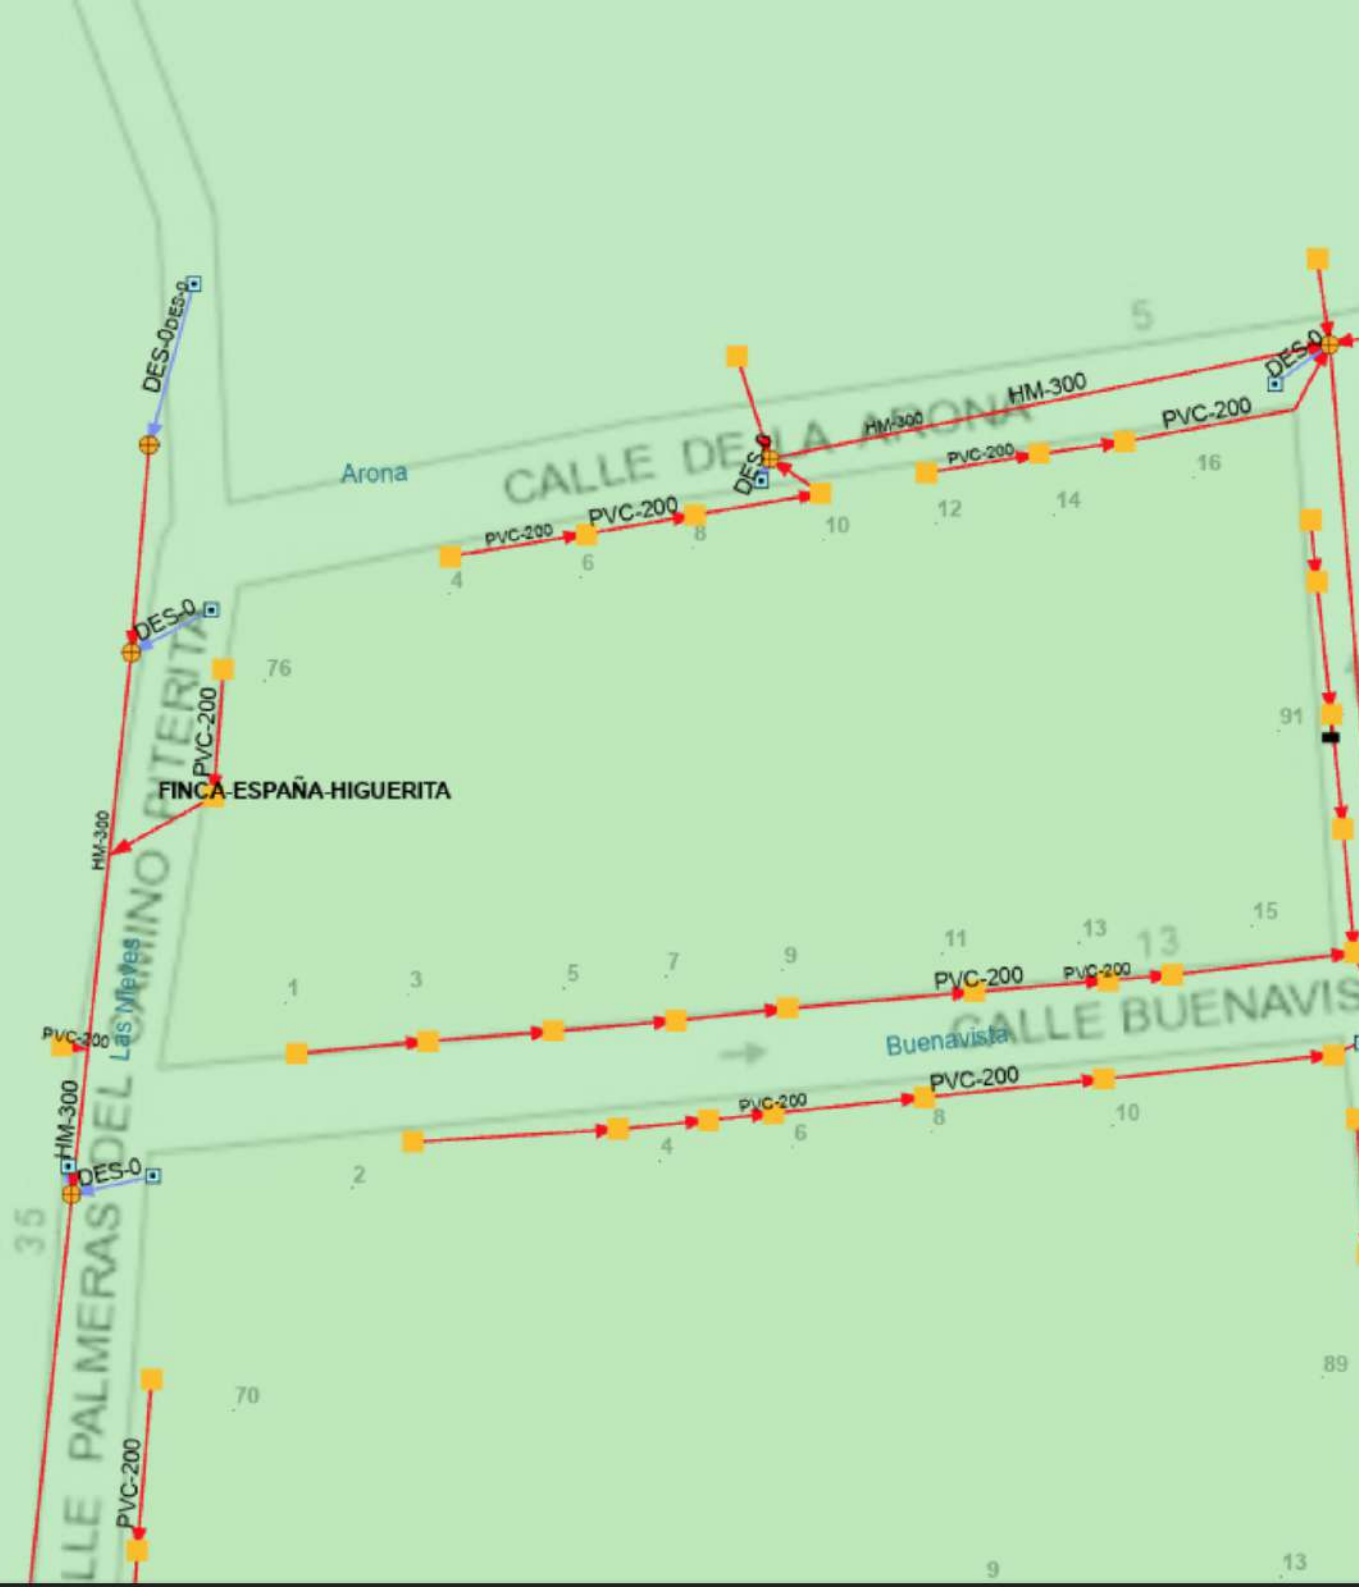 DES-0
DES-0
5
DES-0
HM-300
HM-300
PVC-200
CALLE DE LA ARONA
Arona
PVC-200
16
PVC-200
PVC-200
14
12
10
8
6
4
DES-0
76
PVC-200
91
FINCA-ESPAÑA-HIGUERITA
HM-300
15
13
13
11
9
7
5
3
1
PVC-200
PVC-200
CALLE BUENAVIS
Buenavista
PVC-200
Las Nieves
PVC-200
PVC-200
HM-300
10
8
6
4
2
DES-0
35
LLE PALMERAS DEL CAMINO PITERITA
89
70
PVC-200
9
13